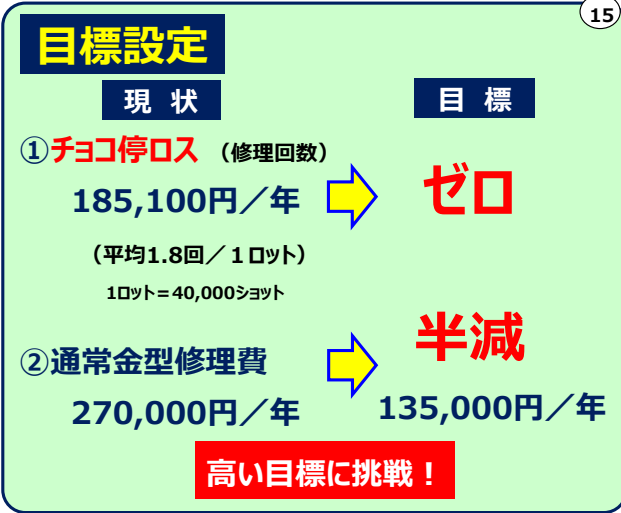 15
目標設定
現 状
目 標
①チョコ停ロス （修理回数）
185,100円／年
ゼロ
（平均1.8回／１ロット）
1ロット＝40,000ショット
②通常金型修理費
半減
270,000円／年
135,000円／年
高い目標に挑戦！